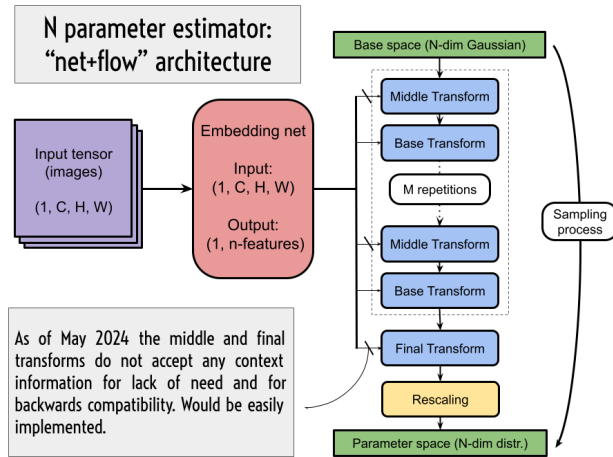 N parameter estimator:
“net+flow” architecture
Input tensor
(images)
(1, C, H, W)
Embedding net
Input:
(1, C, H, W)
Output:
(1, n-features)
Base space (N-dim Gaussian)
Middle Transform
Base Transform
M repetitions
Middle Transform
Base Transform
Final Transform
Rescaling
Parameter space (N-dim distr.)
Sampling
process
As of May 2024 the middle and final
transforms do not accept any context
information for lack of need and for
backwards compatibility. Would be easily
implemented.